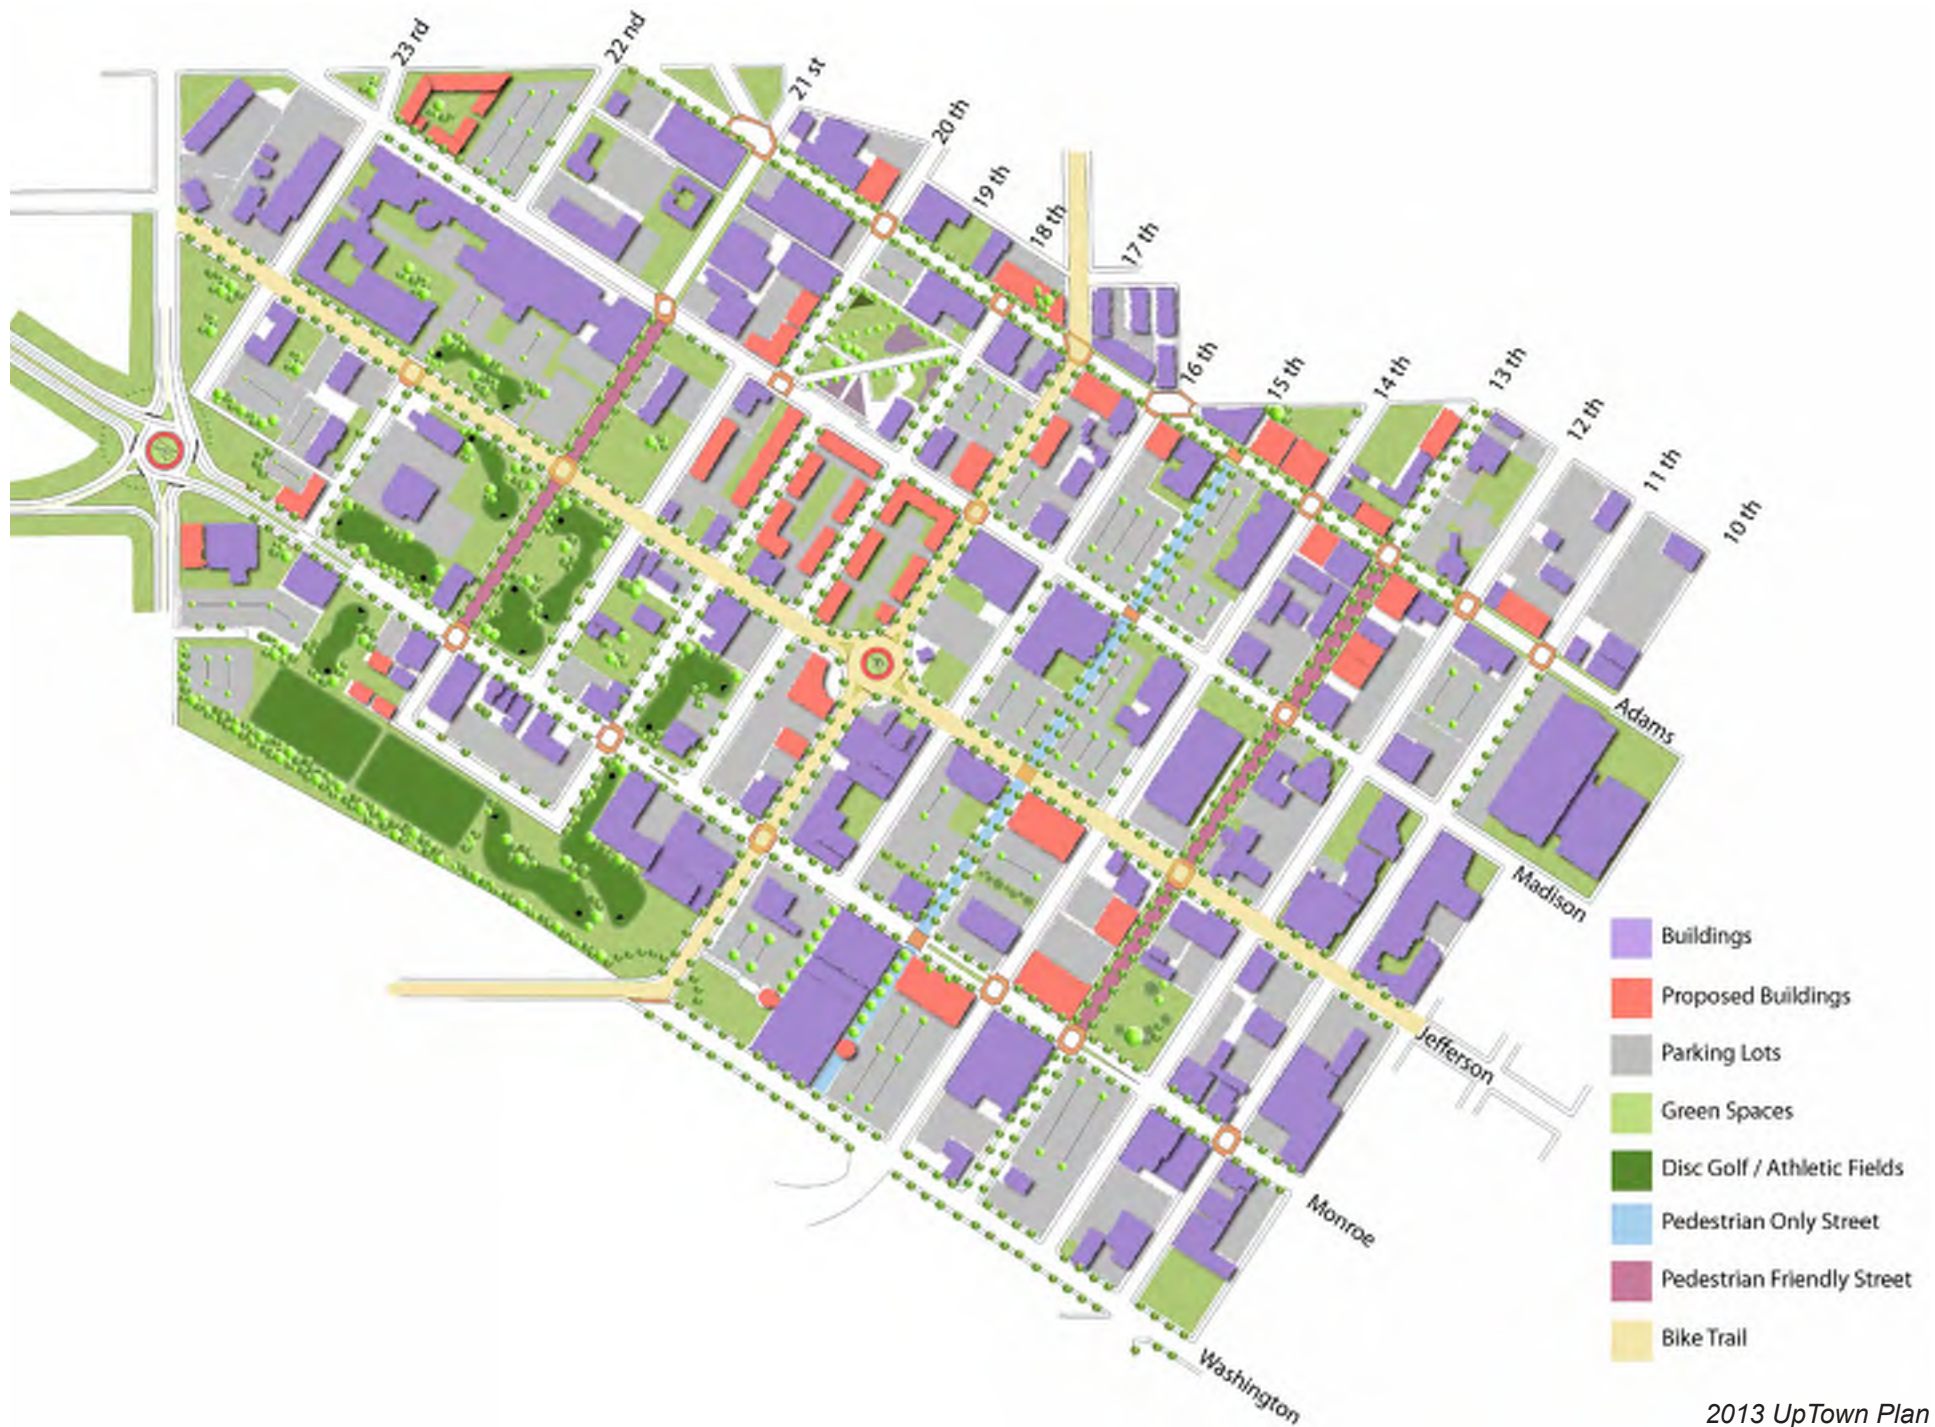 23 rd
22 nd
21 st
20 th
19 th
18 th
17 th
16 th
15 th
14 th
13 th
12 th
11 th
10 th
Adams
Madison
Jefferson
Monroe
Washington
Buildings
Proposed Buildings
Parking Lots
Green Spaces
Disc Golf / Athletic Fields
Pedestrian Only Street
Pedestrian Friendly Street
Bike Trail
2013 UpTown Plan